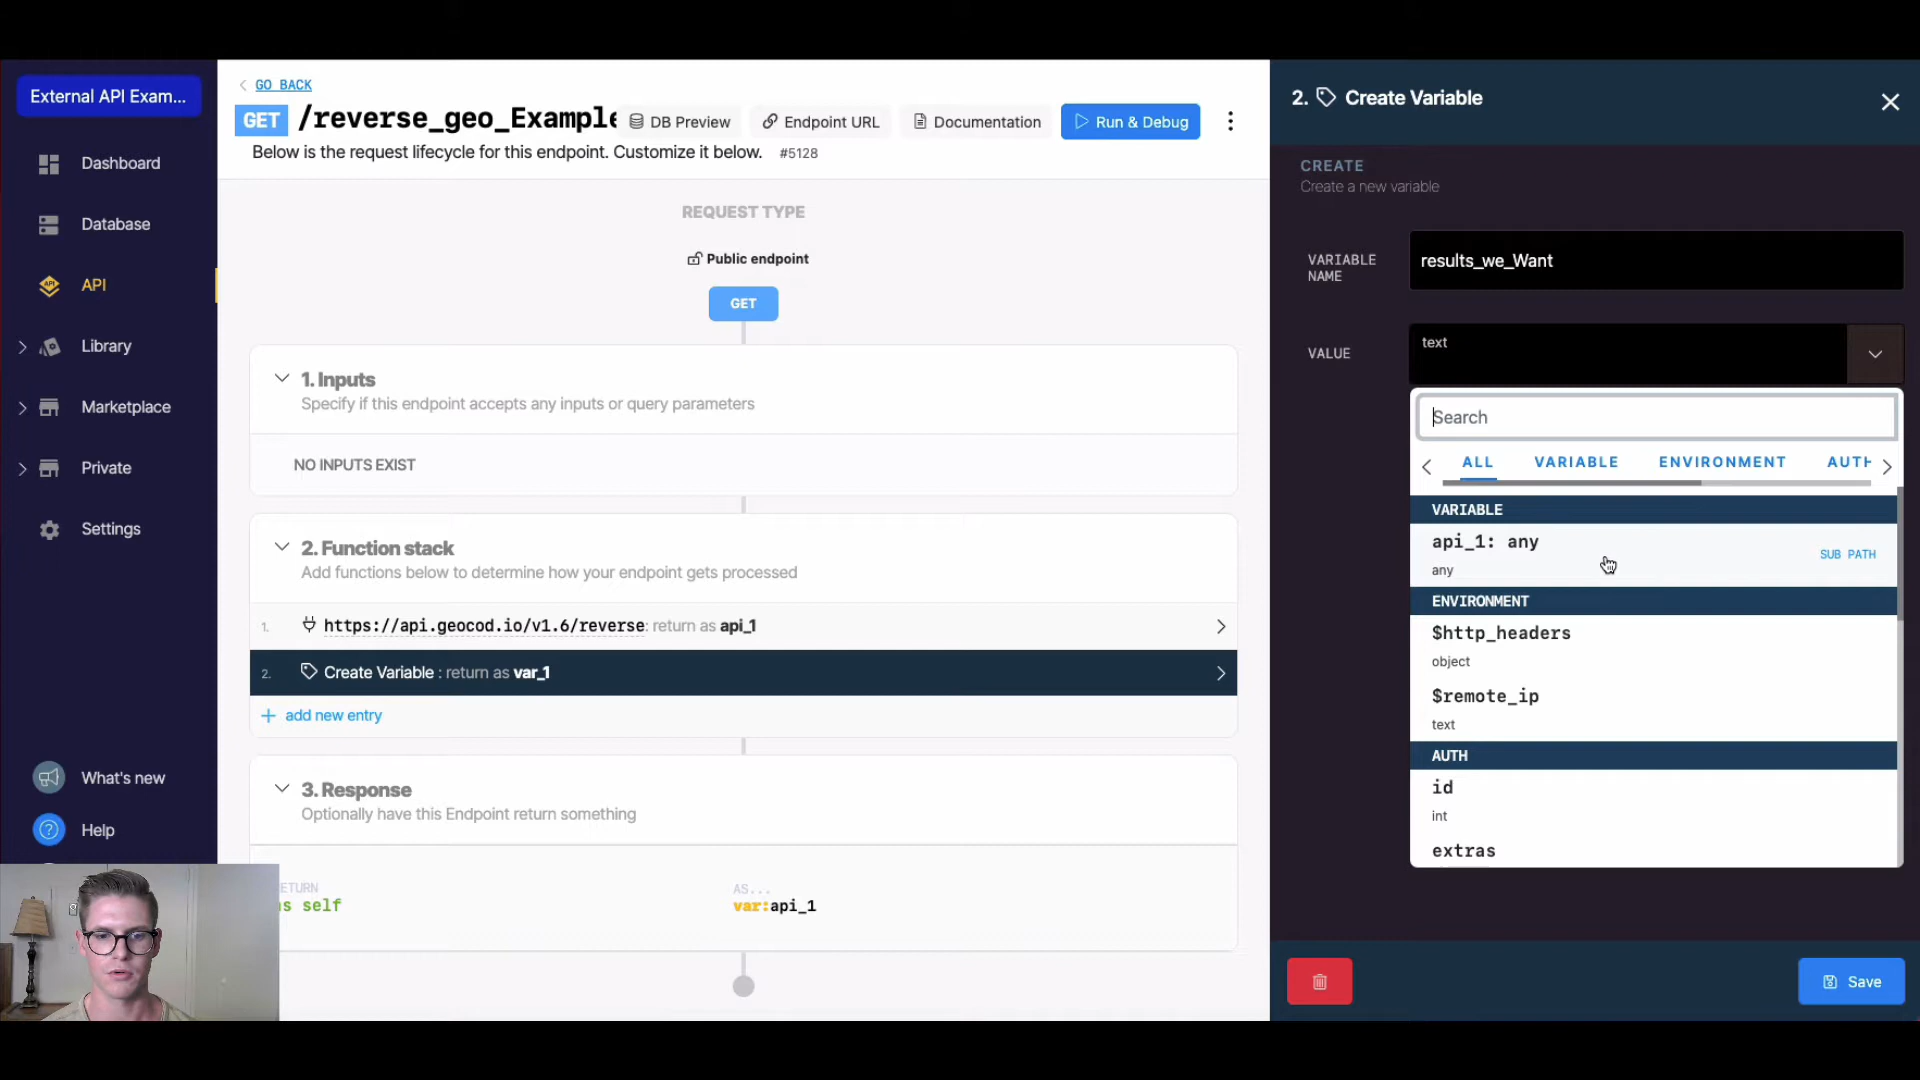 External API Exam...
Dashboard
Database
API
Library
Marketplace
Private
Settings
What's new
Help
GO BACK
GET /reverse_geo_Example
DB Preview
Endpoint URL
Documentation
Run & Debug
Below is the request lifecycle for this endpoint. Customize it below. #5128
REQUEST TYPE
Public endpoint
GET
1. Inputs
Specify if this endpoint accepts any inputs or query parameters
NO INPUTS EXIST
2. Function stack
Add functions below to determine how your endpoint gets processed
1. https://api.geocod.io/v1.6/reverse: return as api_1
2. Create Variable : return as var_1
add new entry
3. Response
Optionally have this Endpoint return something
ETURN
AS...
s self
var:api_1
2. Create Variable
CREATE
Create a new variable
VARIABLE
NAME
results_we_Want
VALUE
text
Search
ALL VARIABLE ENVIRONMENT AUTH
VARIABLE
api_1: any
any
SUB PATH
ENVIRONMENT
$http_headers
object
$remote_ip
text
AUTH
id
int
extras
Save